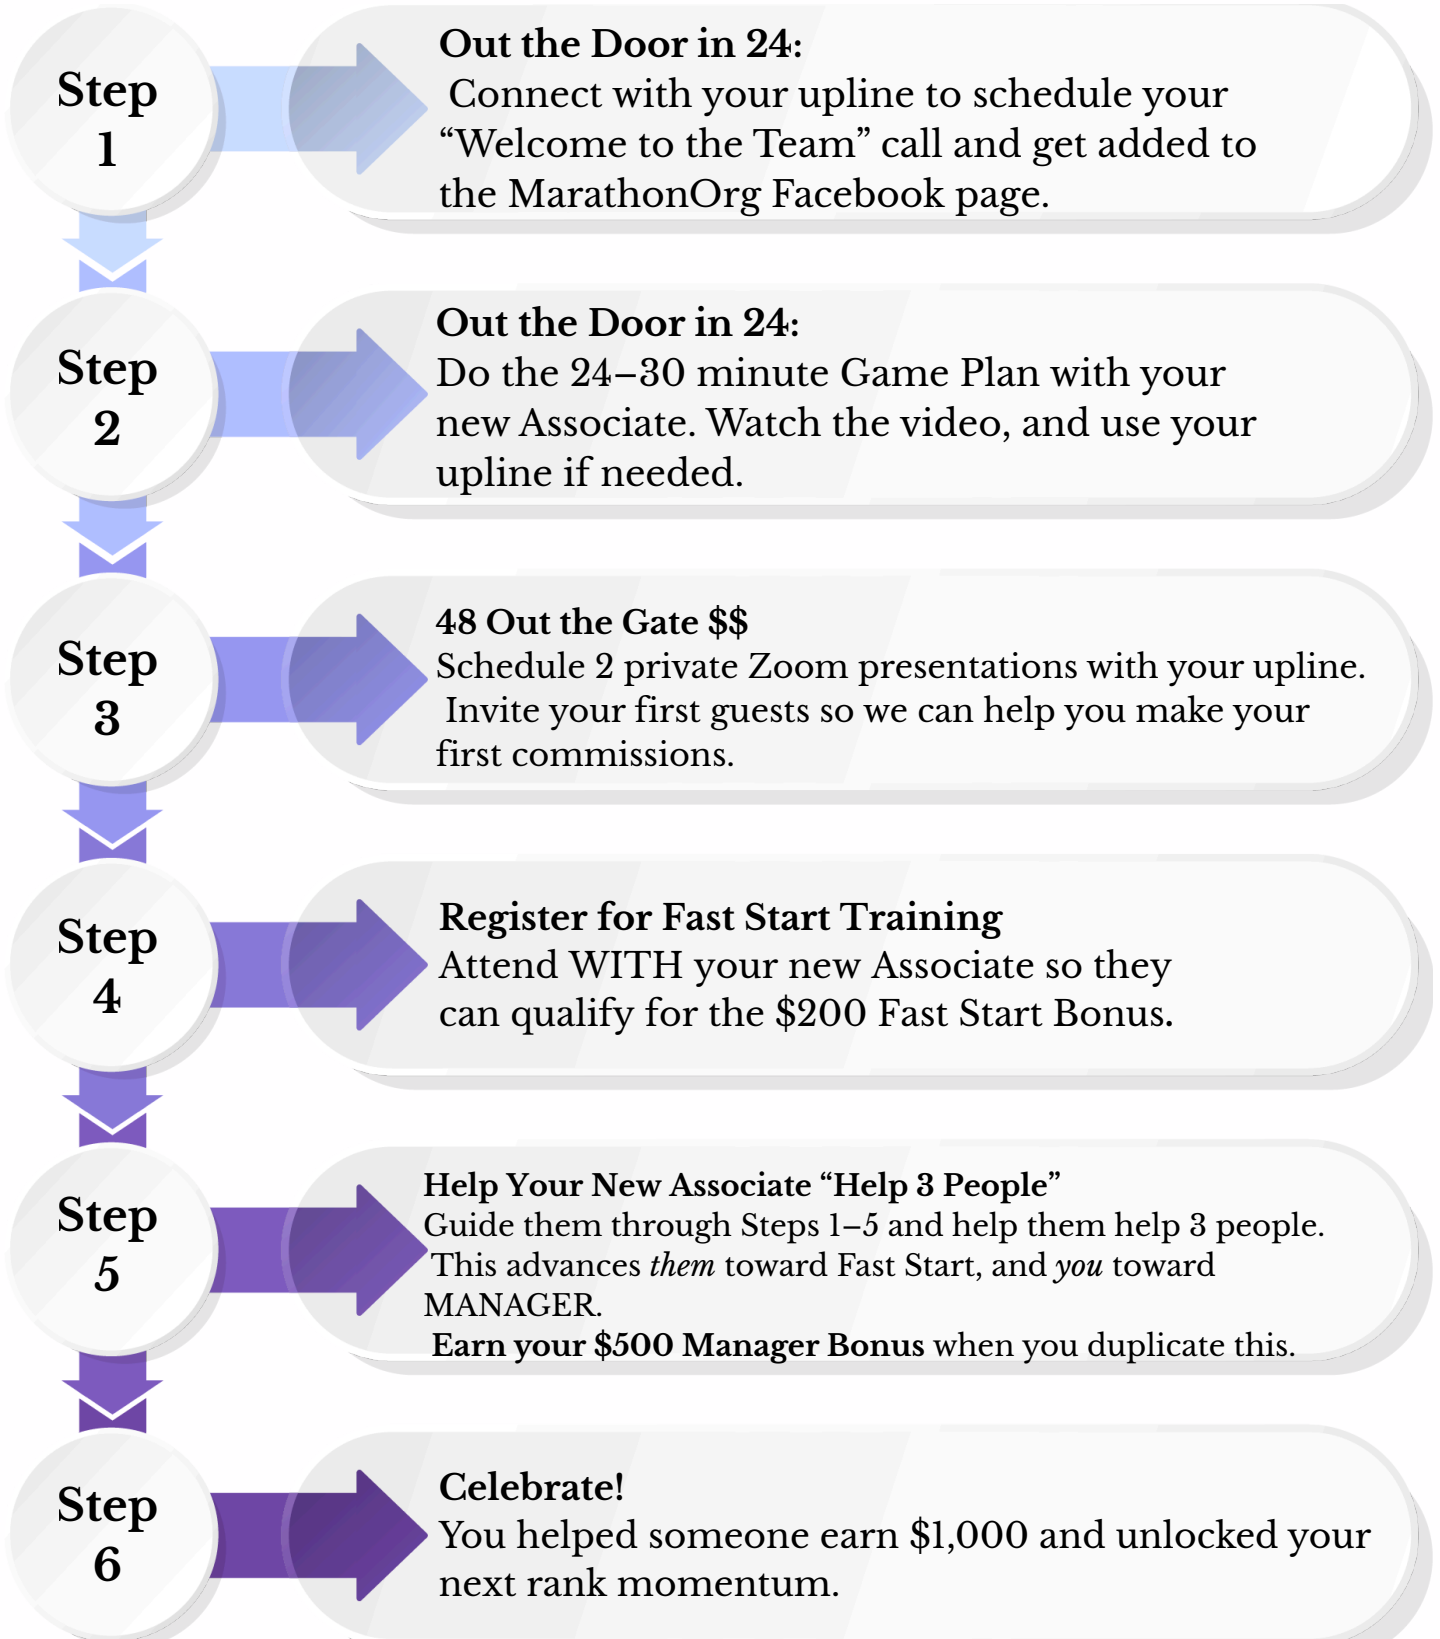 Step
1
Out the Door in 24:
Connect with your upline to schedule your
“Welcome to the Team” call and get added to
the MarathonOrg Facebook page.
Step
2
Out the Door in 24:
Do the 24–30 minute Game Plan with your
new Associate. Watch the video, and use your
upline if needed.
Step
3
48 Out the Gate $$
Schedule 2 private Zoom presentations with your upline.
Invite your first guests so we can help you make your
first commissions.
Step
4
Register for Fast Start Training
Attend WITH your new Associate so they
can qualify for the $200 Fast Start Bonus.
Step
5
Help Your New Associate “Help 3 People”
Guide them through Steps 1–5 and help them help 3 people.
This advances them toward Fast Start, and you toward
MANAGER.
Earn your $500 Manager Bonus when you duplicate this.
Step
6
Celebrate!
You helped someone earn $1,000 and unlocked your
next rank momentum.